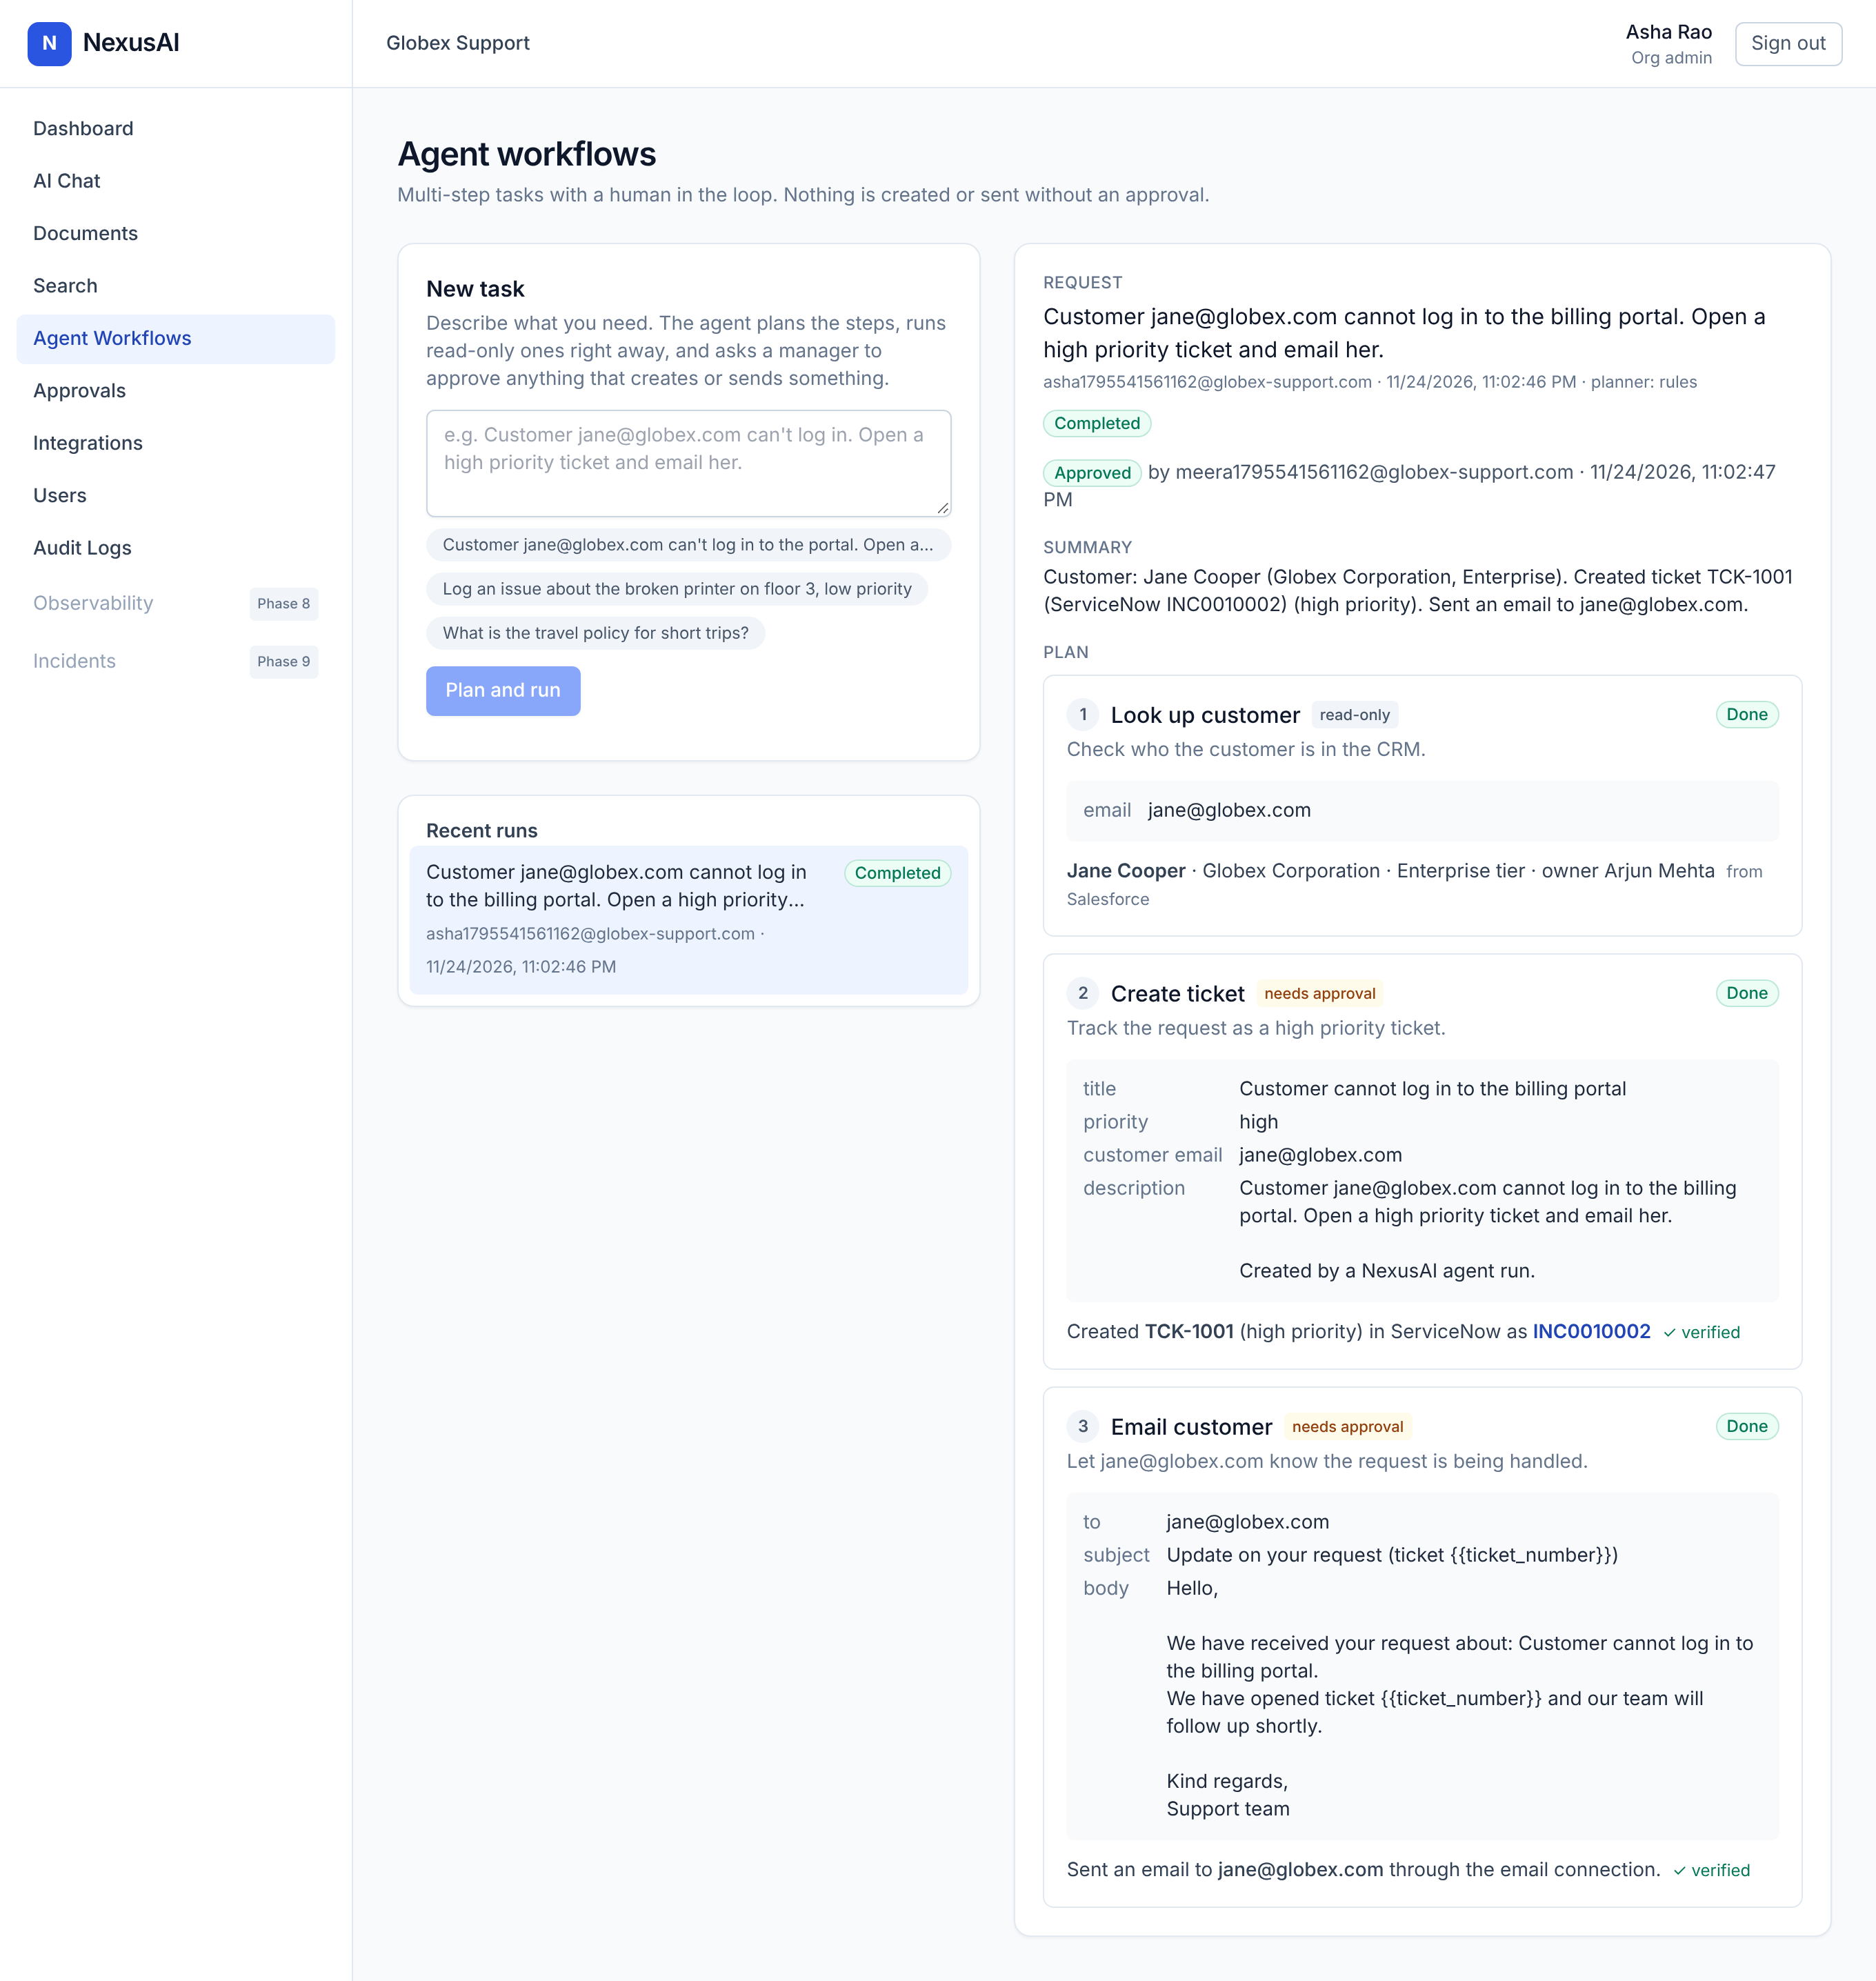 N NexusAI
Globex Support
Asha Rao
Org admin
Sign out
Dashboard
AI Chat
Documents
Search
Agent Workflows
Approvals
Integrations
Users
Audit Logs
Observability Phase 8
Incidents Phase 9
Agent workflows
Multi-step tasks with a human in the loop. Nothing is created or sent without an approval.
New task
Describe what you need. The agent plans the steps, runs
read-only ones right away, and asks a manager to
approve anything that creates or sends something.
e.g. Customer jane@globex.com can't log in. Open a
high priority ticket and email her.
Customer jane@globex.com can't log in to the portal. Open a...
Log an issue about the broken printer on floor 3, low priority
What is the travel policy for short trips?
Plan and run
Recent runs
Customer jane@globex.com cannot log in
to the billing portal. Open a high priority...
Completed
asha1795541561162@globex-support.com ·
11/24/2026, 11:02:46 PM
REQUEST
Customer jane@globex.com cannot log in to the billing portal. Open a
high priority ticket and email her.
asha1795541561162@globex-support.com · 11/24/2026, 11:02:46 PM · planner: rules
Completed
Approved by meera1795541561162@globex-support.com · 11/24/2026, 11:02:47
PM
SUMMARY
Customer: Jane Cooper (Globex Corporation, Enterprise). Created ticket TCK-1001
(ServiceNow INC0010002) (high priority). Sent an email to jane@globex.com.
PLAN
1 Look up customer read-only Done
Check who the customer is in the CRM.
email jane@globex.com
Jane Cooper · Globex Corporation · Enterprise tier · owner Arjun Mehta from
Salesforce
2 Create ticket needs approval Done
Track the request as a high priority ticket.
title Customer cannot log in to the billing portal
priority high
customer email jane@globex.com
description Customer jane@globex.com cannot log in to the billing
portal. Open a high priority ticket and email her.
Created by a NexusAI agent run.
Created TCK-1001 (high priority) in ServiceNow as INC0010002 ✓ verified
3 Email customer needs approval Done
Let jane@globex.com know the request is being handled.
to jane@globex.com
subject Update on your request (ticket {{ticket_number}})
body Hello,
We have received your request about: Customer cannot log in to
the billing portal.
We have opened ticket {{ticket_number}} and our team will
follow up shortly.
Kind regards,
Support team
Sent an email to jane@globex.com through the email connection. ✓ verified